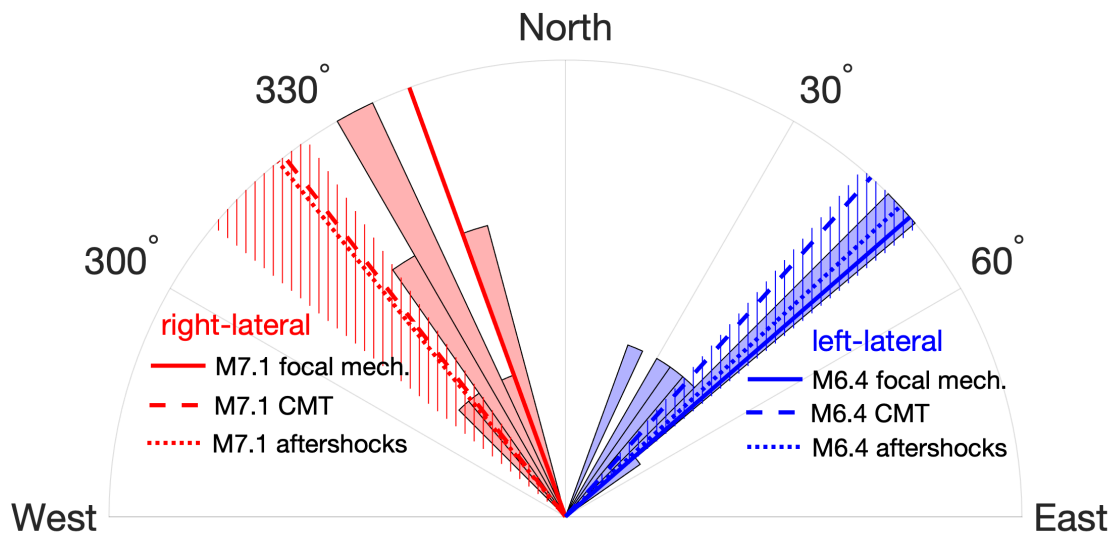 North
330°
30°
300°
60°
right-lateral
M7.1 focal mech.
M7.1 CMT
M7.1 aftershocks
left-lateral
M6.4 focal mech.
M6.4 CMT
M6.4 aftershocks
West
East